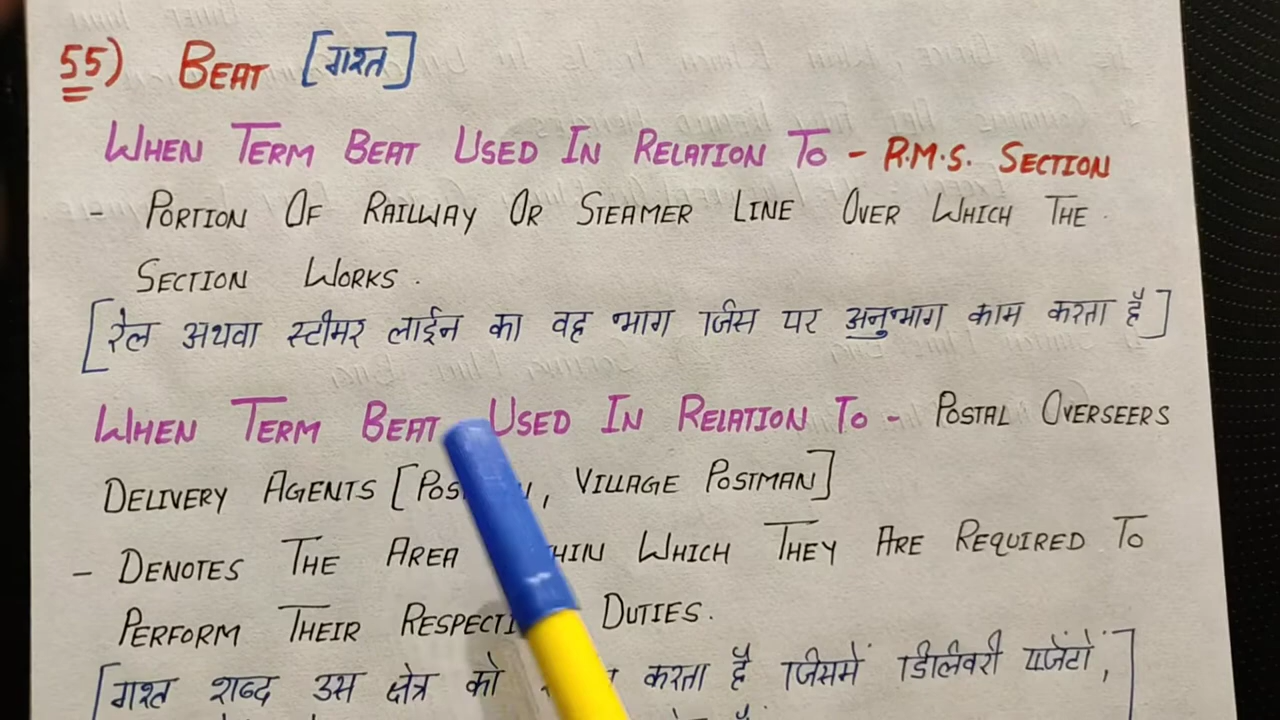 55) BEAT [गश्त]
WHEN TERM BEAT USED IN RELATION TO - R.M.S. SECTION
- PORTION OF RAILWAY OR STEAMER LINE OVER WHICH THE
SECTION WORKS.
[रेल अथवा स्टीमर लाईन का वह भाग जिस पर अनुभाग काम करता है]
WHEN TERM BEAT USED IN RELATION TO - POSTAL OVERSEERS
DELIVERY AGENTS [, VILLAGE POSTMAN]
- DENOTES THE AREA WHICH THEY ARE REQUIRED TO
PERFORM THEIR DUTIES.
[गश्त शब्द उस क्षेत्र को करता है जिसमें डिलिवरी एजेंटों,